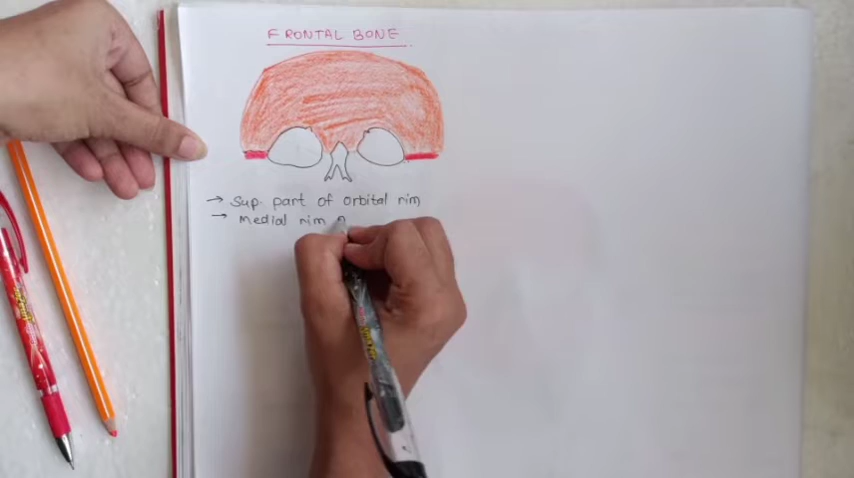 FRONTAL BONE
→ Sup. part of orbital rim
→ Medial rim